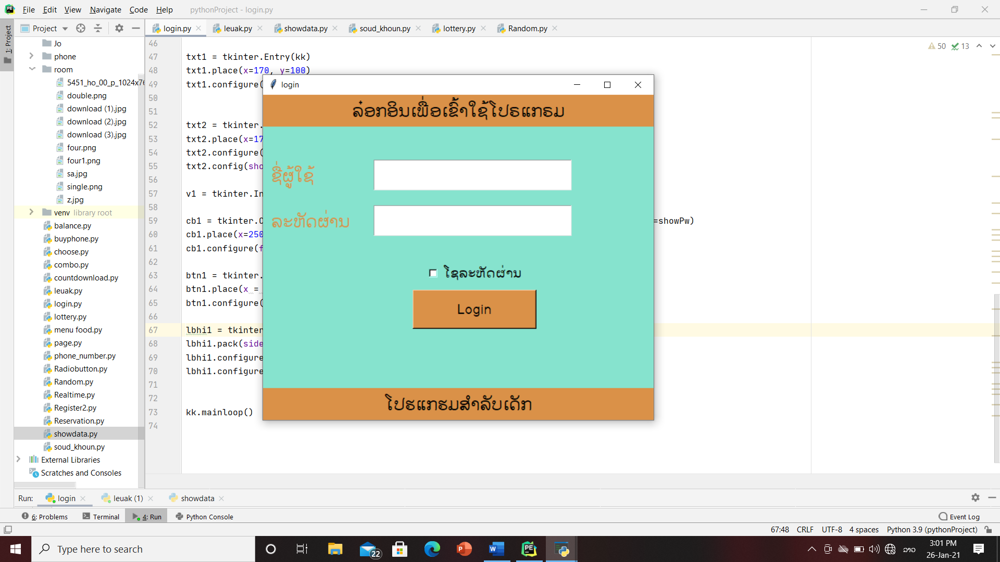 File Edit View Navigate Code Help pythonProject - login.py
1: Project
Project
login.py leuak.py showdata.py soud_khoun.py lottery.py Random.py
Jo
phone
room
5451_ho_00_p_1024x76
double.png
download (1).jpg
download (2).jpg
download (3).jpg
four.png
four1.png
sa.jpg
single.png
z.jpg
venv library root
balance.py
buyphone.py
choose.py
combo.py
countdownload.py
leuak.py
login.py
lottery.py
menu food.py
page.py
phone_number.py
Radiobutton.py
Random.py
Realtime.py
Register2.py
Reservation.py
showdata.py
soud_khoun.py
External Libraries
Scratches and Consoles
50 13
46
47 txt1 = tkinter.Entry(kk)
48 txt1.place(x=170, y=100)
49 txt1.configure(
50
51
52 txt2 = tkinter.
53 txt2.place(x=17
54 txt2.configure(
55 txt2.config(sho
56
57 v1 = tkinter.In
58
59 cb1 = tkinter.C =showPw)
60 cb1.place(x=250
61 cb1.configure(f
62
63 btn1 = tkinter.
64 btn1.place(x =
65 btn1.configure(
66
67 lbhi1 = tkinter
68 lbhi1.pack(side
69 lbhi1.configure
70 lbhi1.configure
71
72
73 kk.mainloop()
74
login
ລ໋ອກອິນເພື່ອເຂົ້າໃຊ້ໂປຣແກຣມ
ຊື່ຜູ້ໃຊ້
ລະຫັດຜ່ານ
ໂຊລະຫັດຜ່ານ
Login
ໂປຣແກຣມສຳລັບເດັກ
Run: login leuak (1) showdata
6: Problems Terminal 4: Run Python Console Event Log
67:48 CRLF UTF-8 4 spaces Python 3.9 (pythonProject)
Type here to search
22
ລາວ
3:01 PM
26-Jan-21